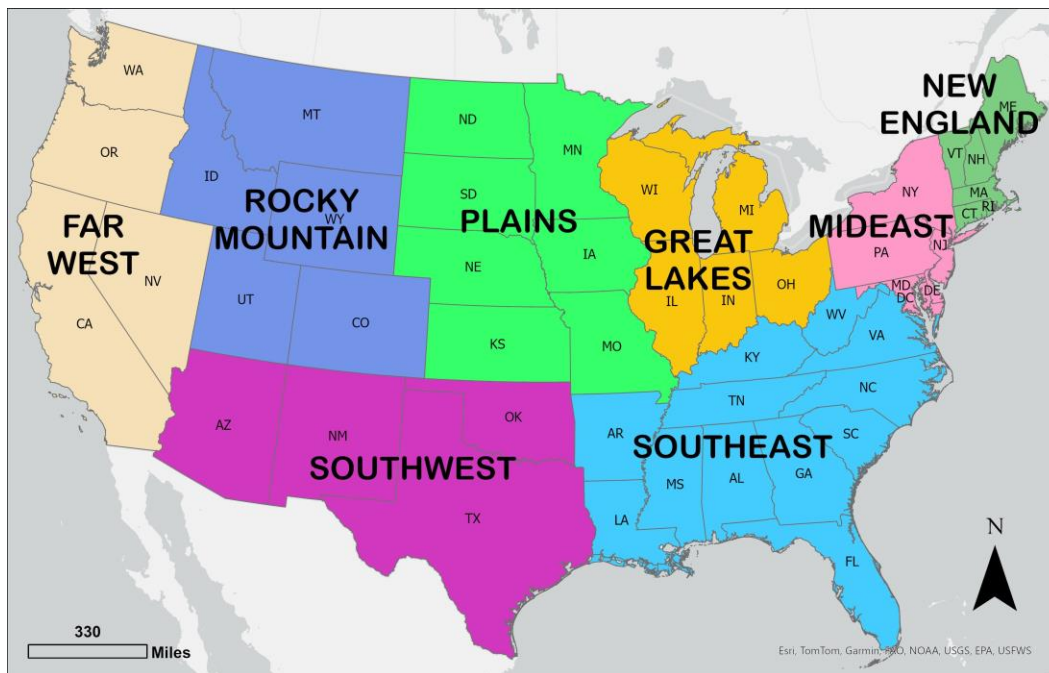 WA
MT
ND
MN
ME
NEW
ENGLAND
OR
ID
VT
NH
SD
WI
NY
MA
ROCKY
MOUNTAIN
WY
MI
CT
RI
FAR
WEST
PLAINS
GREAT
LAKES
MIDEAST
NV
NE
IA
PA
NJ
CA
UT
CO
IL
IN
OH
MD
DC
DE
WV
VA
KS
MO
KY
NC
TN
AZ
NM
OK
AR
SC
SOUTHWEST
SOUTHEAST
MS
AL
GA
TX
LA
FL
N
330
Miles
Esri, TomTom, Garmin, FAO, NOAA, USGS, EPA, USFWS